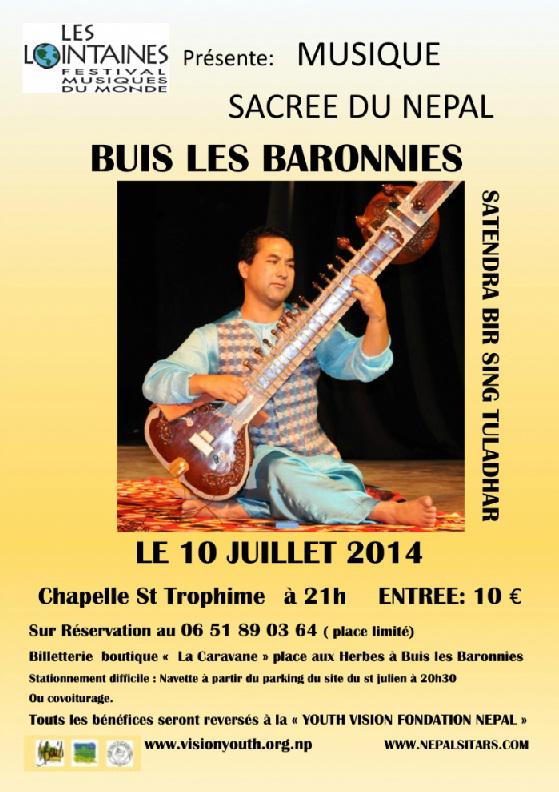 LES
LOINTAINES
FESTIVAL
MUSIQUES
DU MONDE
Présente: MUSIQUE
SACREE DU NEPAL
BUIS LES BARONNIES
SATENDRA BIR SING TULADHAR
LE 10 JUILLET 2014
Chapelle St Trophime à 21h ENTREE: 10 €
Sur Réservation au 06 51 89 03 64 ( place limité)
Billetterie boutique « La Caravane » place aux Herbes à Buis les Baronnies
Stationnement difficile : Navette à partir du parking du site du st julien à 20h30
Ou covoiturage.
Touts les bénéfices seront reversés à la « YOUTH VISION FONDATION NEPAL »
www.visionyouth.org.np WWW.NEPALSITARS.COM